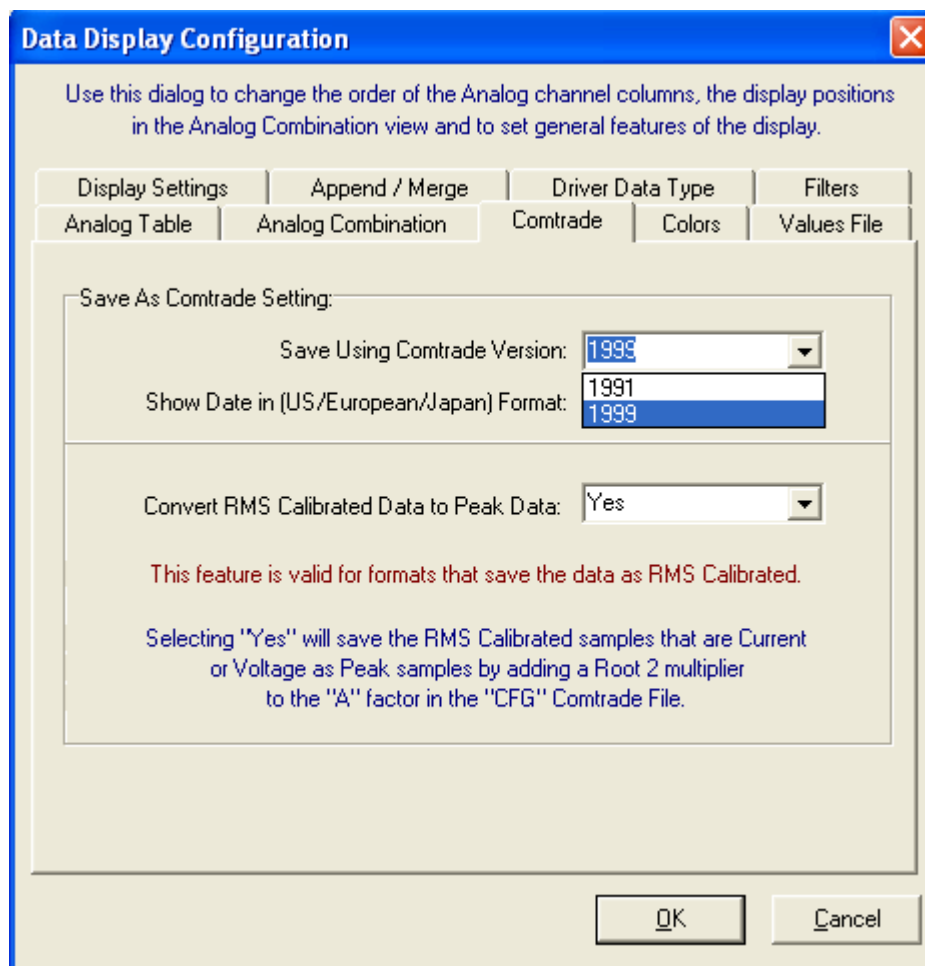 Data Display Configuration
Use this dialog to change the order of the Analog channel columns, the display positions
in the Analog Combination view and to set general features of the display.
Display Settings
Append / Merge
Driver Data Type
Filters
Analog Table
Analog Combination
Comtrade
Colors
Values File
Save As Comtrade Setting:
Save Using Comtrade Version:
1999
1991
1999
Show Date in (US/European/Japan) Format:
Convert RMS Calibrated Data to Peak Data:
Yes
This feature is valid for formats that save the data as RMS Calibrated.
Selecting "Yes" will save the RMS Calibrated samples that are Current
or Voltage as Peak samples by adding a Root 2 multiplier
to the "A" factor in the "CFG" Comtrade File.
OK
Cancel